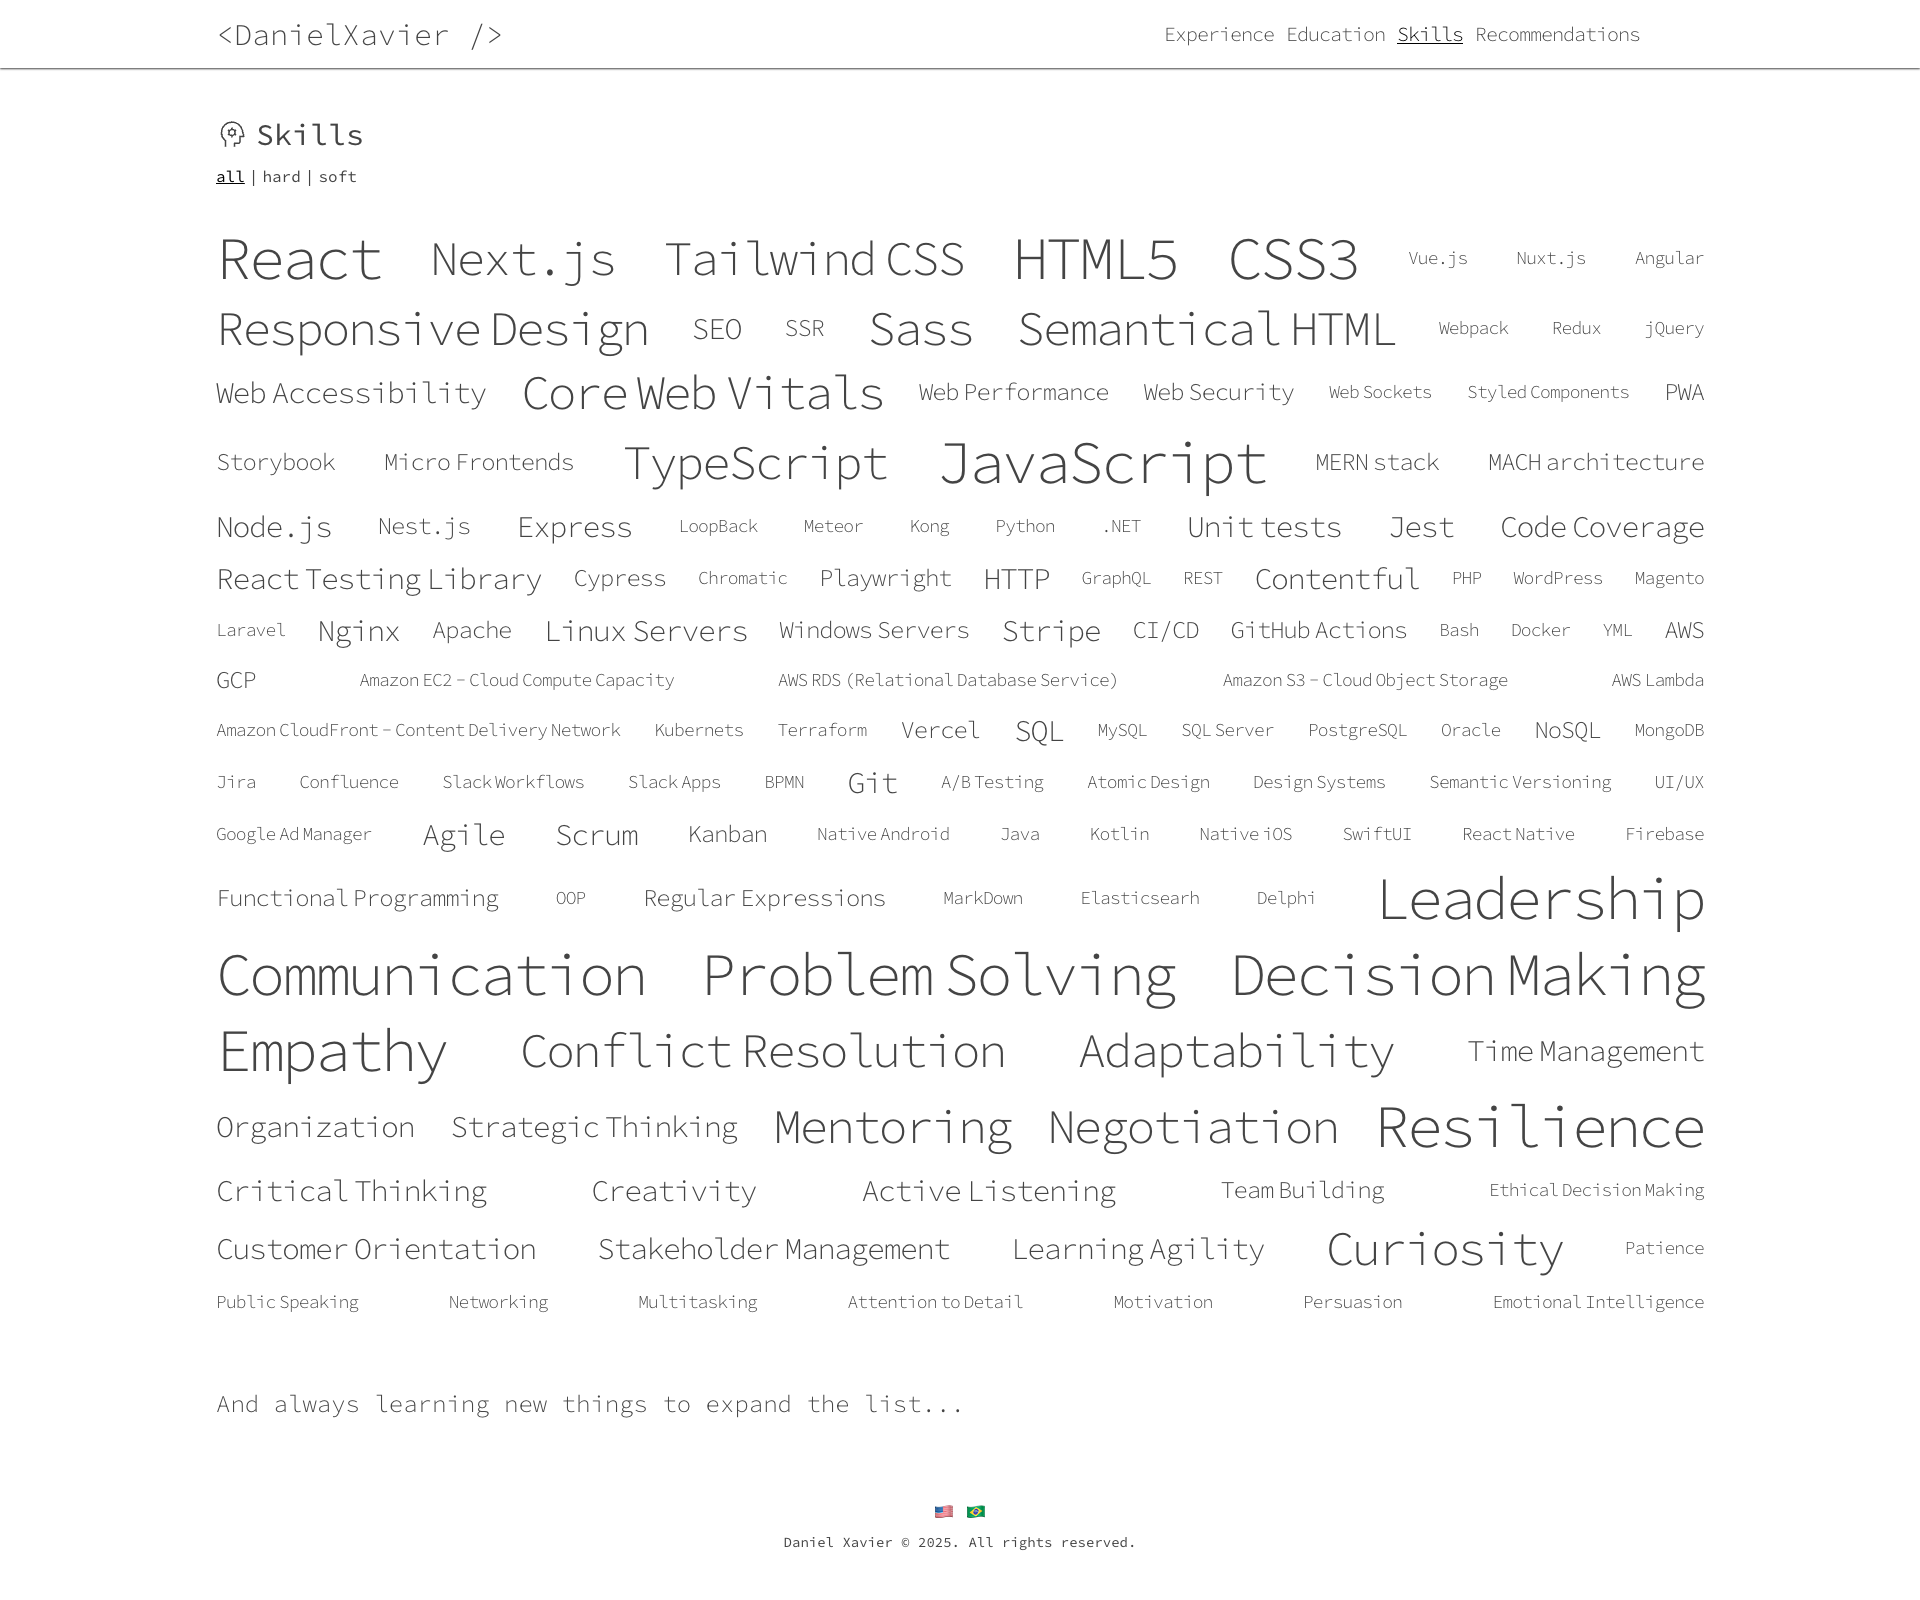 <DanielXavier />
Experience Education Skills Recommendations
Skills
all | hard | soft
React Next.js Tailwind CSS HTML5 CSS3 Vue.js Nuxt.js Angular
Responsive Design SEO SSR Sass Semantical HTML Webpack Redux jQuery
Web Accessibility Core Web Vitals Web Performance Web Security Web Sockets Styled Components PWA
Storybook Micro Frontends TypeScript JavaScript MERN stack MACH architecture
Node.js Nest.js Express LoopBack Meteor Kong Python .NET Unit tests Jest Code Coverage
React Testing Library Cypress Chromatic Playwright HTTP GraphQL REST Contentful PHP WordPress Magento
Laravel Nginx Apache Linux Servers Windows Servers Stripe CI/CD GitHub Actions Bash Docker YML AWS
GCP Amazon EC2 - Cloud Compute Capacity AWS RDS (Relational Database Service) Amazon S3 - Cloud Object Storage AWS Lambda
Amazon CloudFront - Content Delivery Network Kubernets Terraform Vercel SQL MySQL SQL Server PostgreSQL Oracle NoSQL MongoDB
Jira Confluence Slack Workflows Slack Apps BPMN Git A/B Testing Atomic Design Design Systems Semantic Versioning UI/UX
Google Ad Manager Agile Scrum Kanban Native Android Java Kotlin Native iOS SwiftUI React Native Firebase
Functional Programming OOP Regular Expressions MarkDown Elasticsearh Delphi Leadership
Communication Problem Solving Decision Making
Empathy Conflict Resolution Adaptability Time Management
Organization Strategic Thinking Mentoring Negotiation Resilience
Critical Thinking Creativity Active Listening Team Building Ethical Decision Making
Customer Orientation Stakeholder Management Learning Agility Curiosity Patience
Public Speaking Networking Multitasking Attention to Detail Motivation Persuasion Emotional Intelligence
And always learning new things to expand the list...
Daniel Xavier © 2025. All rights reserved.